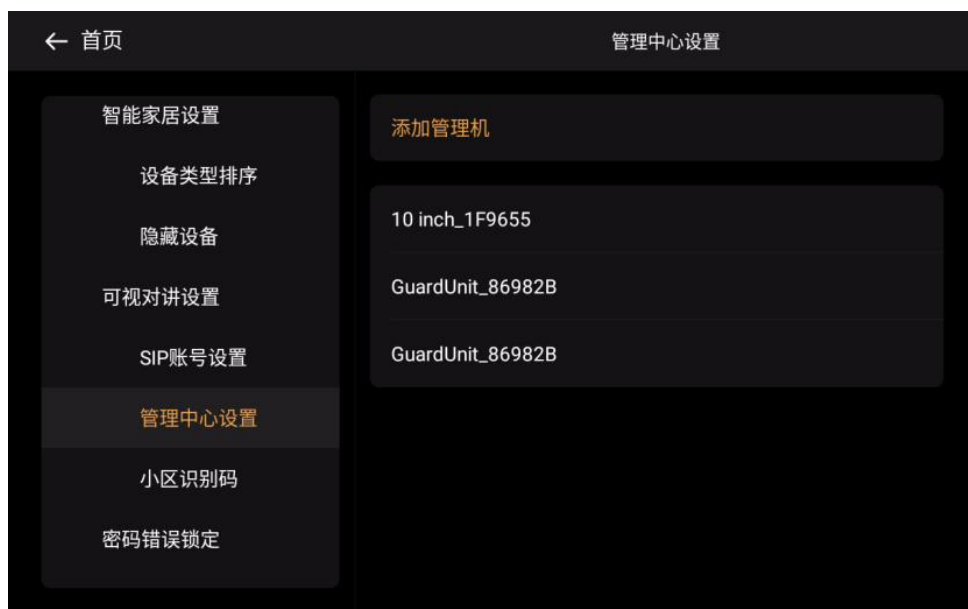 ← 首页
管理中心设置
智能家居设置
设备类型排序
隐藏设备
可视对讲设置
SIP账号设置
管理中心设置
小区识别码
密码错误锁定
添加管理机
10 inch_1F9655
GuardUnit_86982B
GuardUnit_86982B